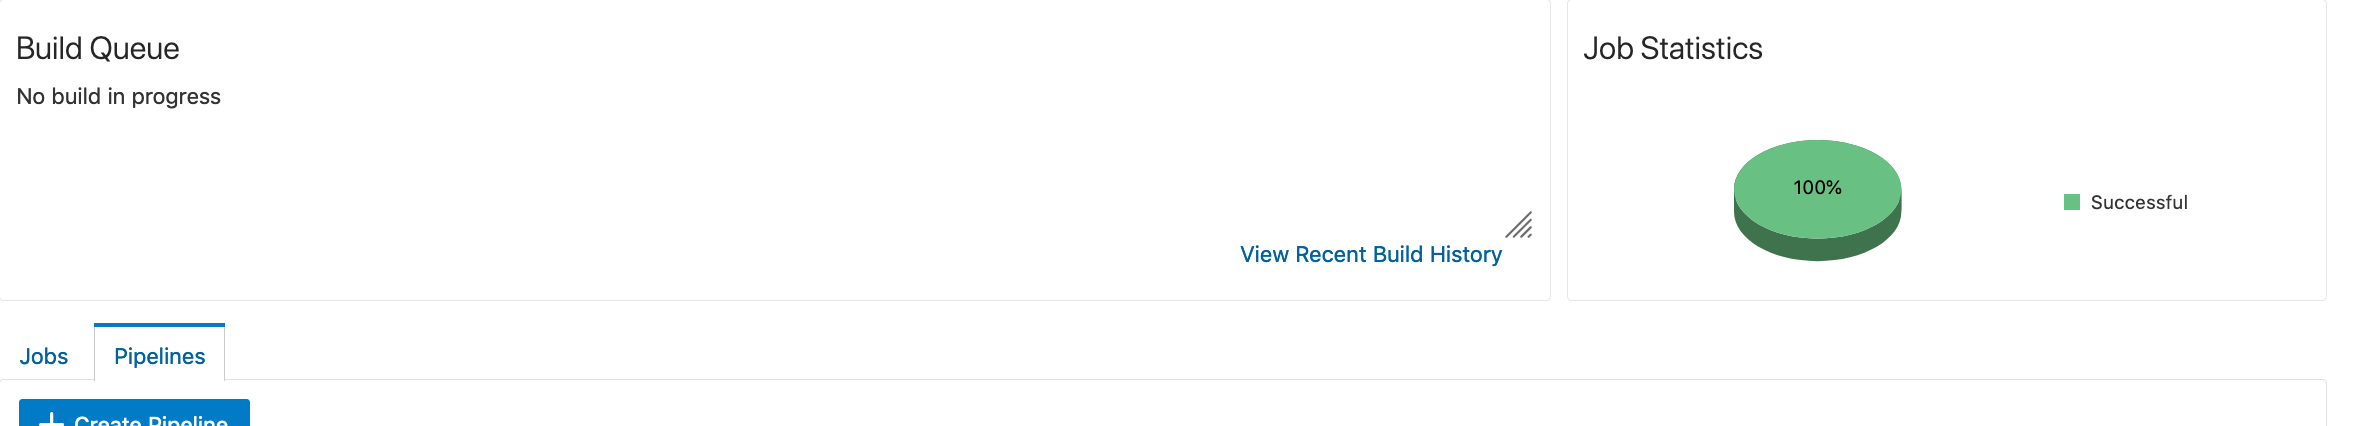 Build Queue
No build in progress
View Recent Build History
Job Statistics
100%
Successful
Jobs
Pipelines
Create Pipeline